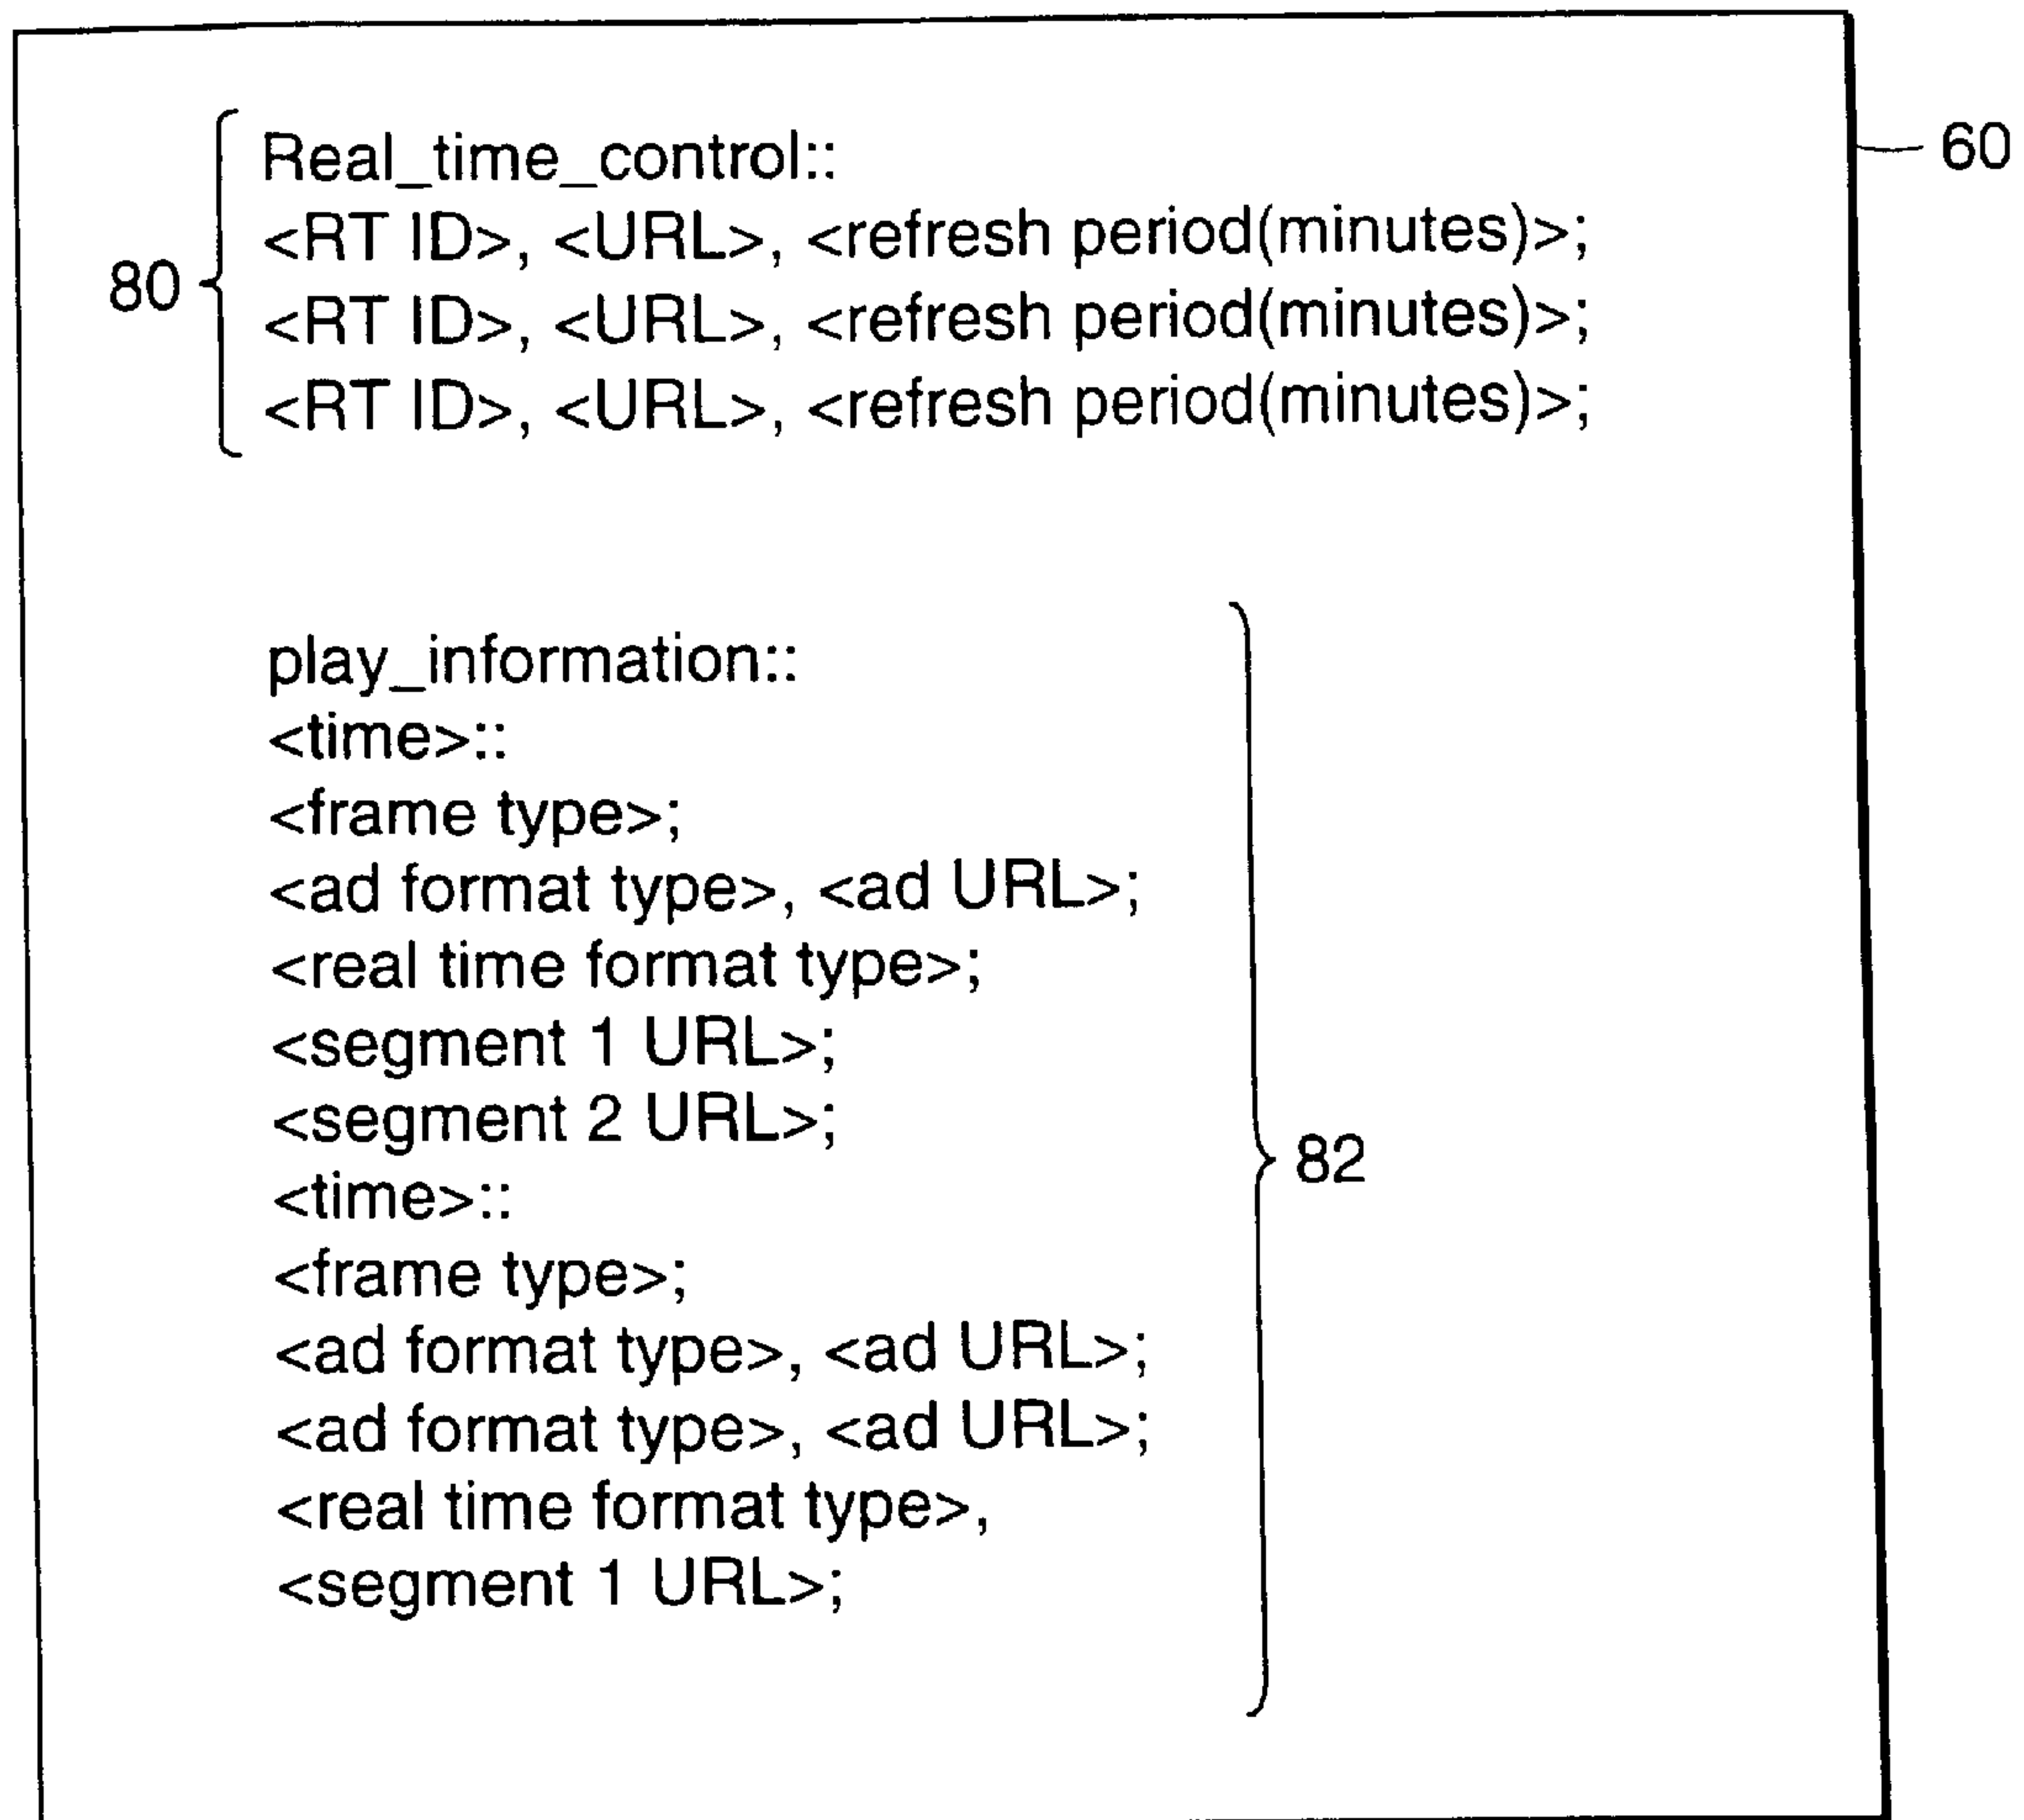 Real_time_control::
<RT ID>, <URL>, <refresh period(minutes)>;
<RT ID>, <URL>, <refresh period(minutes)>;
<RT ID>, <URL>, <refresh period(minutes)>;
80
60
play_information::
<time>::
<frame type>;
<ad format type>, <ad URL>;
<real time format type>;
<segment 1 URL>;
<segment 2 URL>;
<time>::
<frame type>;
<ad format type>, <ad URL>;
<ad format type>, <ad URL>;
<real time format type>,
<segment 1 URL>;
82